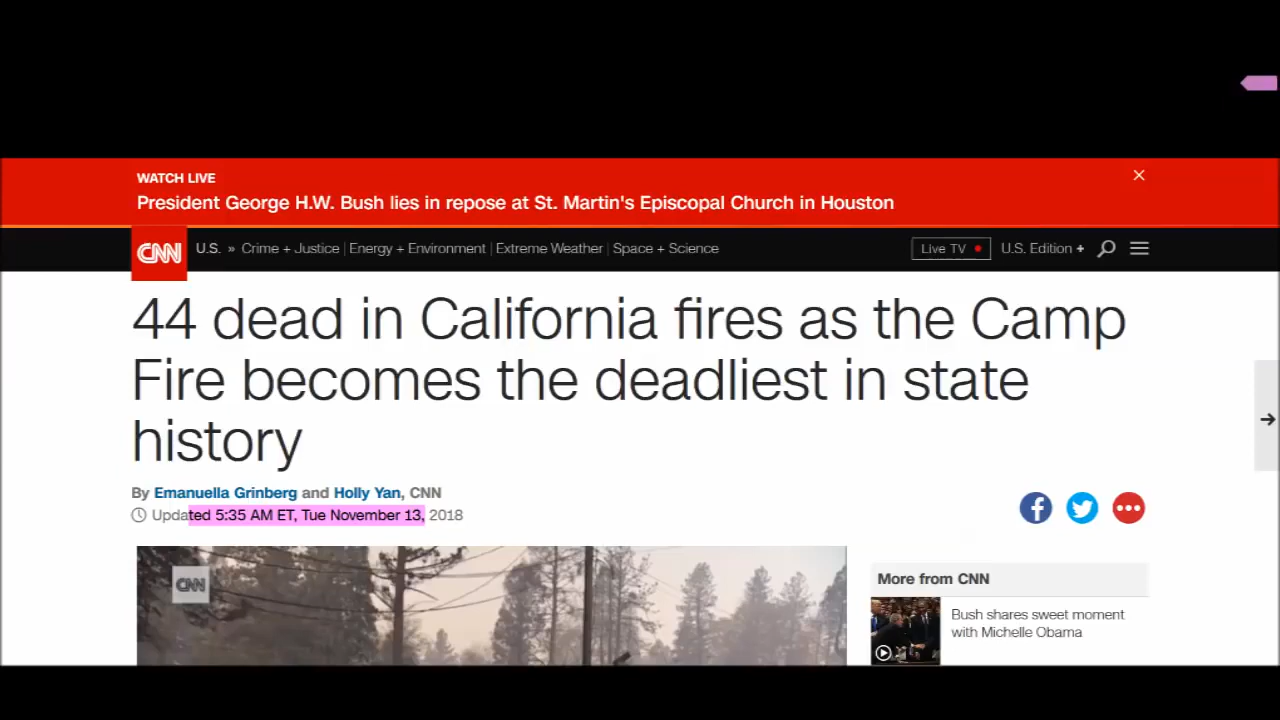 WATCH LIVE
President George H.W. Bush lies in repose at St. Martin's Episcopal Church in Houston
CNN
U.S. » Crime + Justice | Energy + Environment | Extreme Weather | Space + Science
Live TV
U.S. Edition +
44 dead in California fires as the Camp
Fire becomes the deadliest in state
history
By Emanuella Grinberg and Holly Yan, CNN
Updated 5:35 AM ET, Tue November 13, 2018
CNN
More from CNN
Bush shares sweet moment
with Michelle Obama